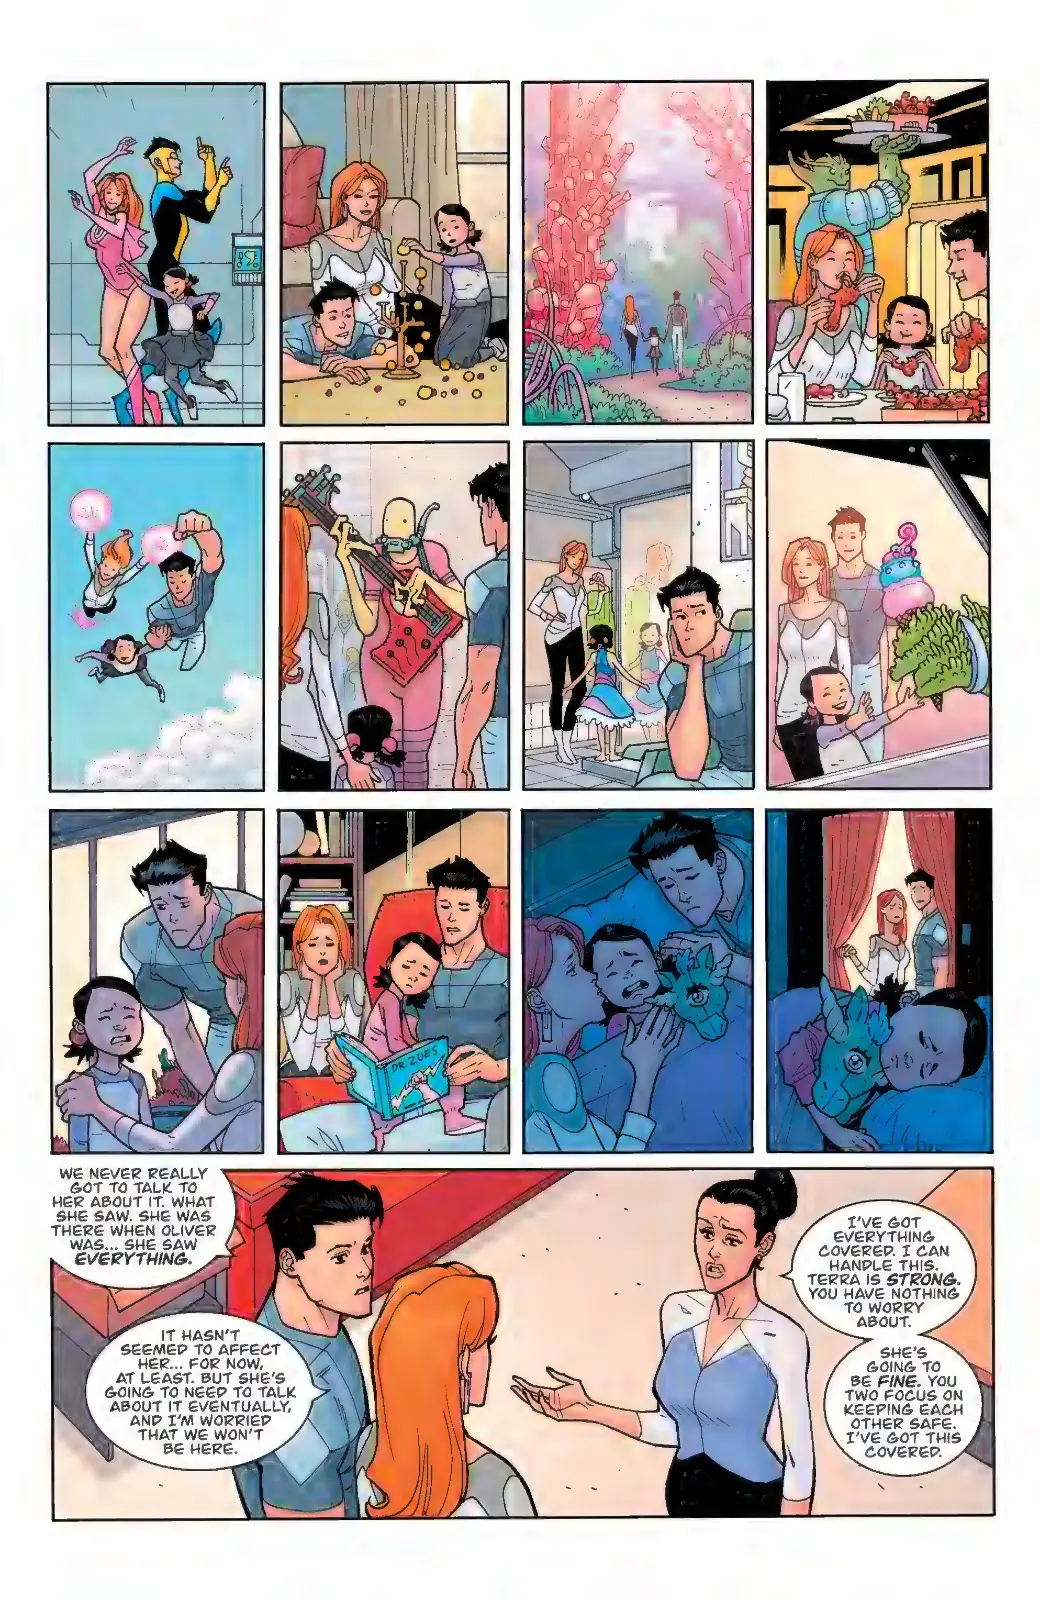 DR. ZUES
WE NEVER REALLY
GOT TO TALK TO
HER ABOUT IT. WHAT
SHE SAW. SHE WAS
THERE WHEN OLIVER
WAS... SHE SAW
EVERYTHING.
IT HASN'T
SEEMED TO AFFECT
HER... FOR NOW,
AT LEAST. BUT SHE'S
GOING TO NEED TO TALK
ABOUT IT EVENTUALLY,
AND I'M WORRIED
THAT WE WON'T
BE HERE.
I'VE GOT
EVERYTHING
COVERED. I CAN
HANDLE THIS.
TERRA IS STRONG.
YOU HAVE NOTHING
TO WORRY
ABOUT.
SHE'S
GOING TO
BE FINE. YOU
TWO FOCUS ON
KEEPING EACH
OTHER SAFE.
I'VE GOT THIS
COVERED.